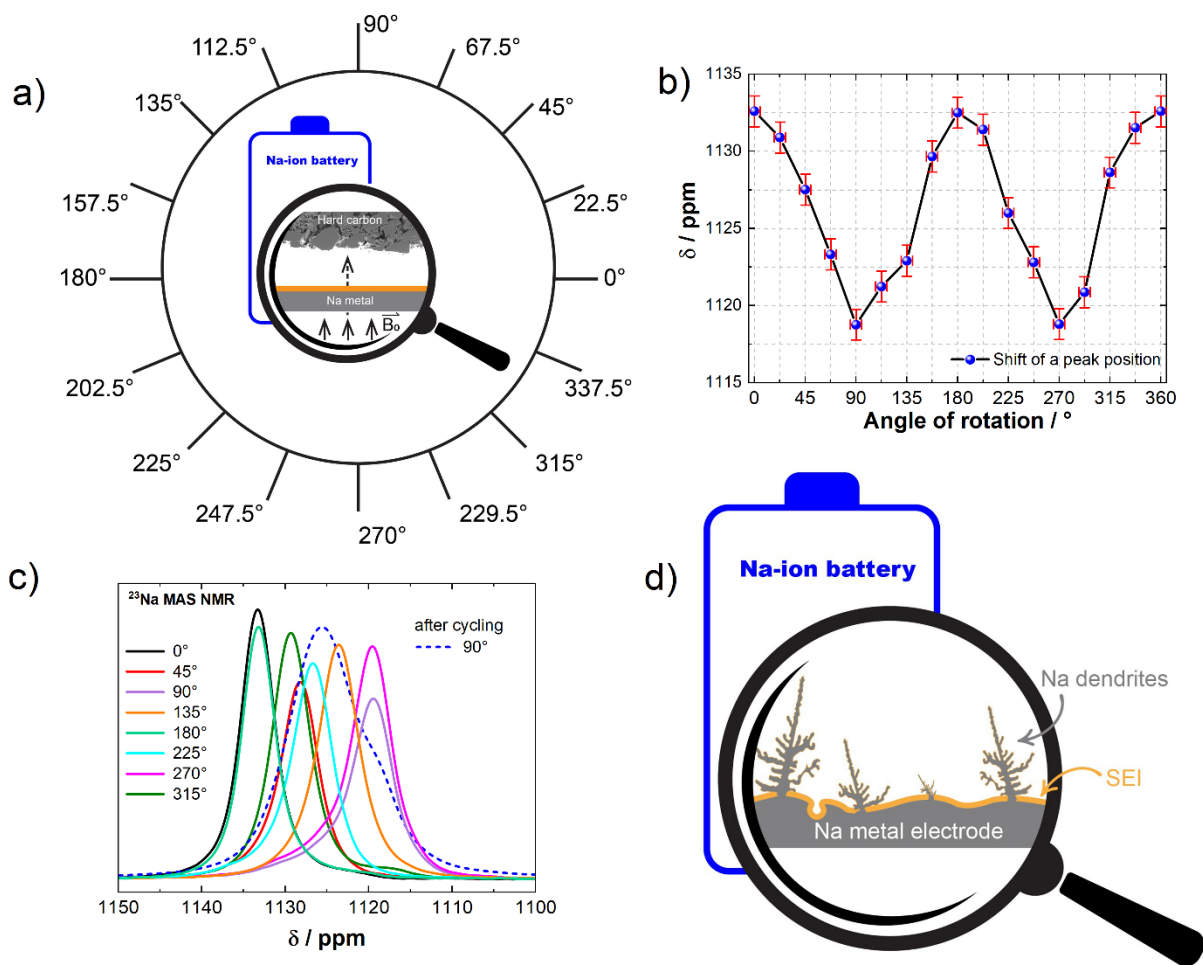 a)
90°
112.5°
67.5°
135°
45°
157.5°
22.5°
180°
0°
202.5°
337.5°
225°
315°
247.5°
229.5°
270°
Na-ion battery
Hard carbon
Na metal
B₀
b)
1135
1130
1125
1120
1115
δ / ppm
Shift of a peak position
0 45 90 135 180 225 270 315 360
Angle of rotation / °
c)
²³Na MAS NMR
0°
45°
90°
135°
180°
225°
270°
315°
after cycling
90°
1150 1140 1130 1120 1110 1100
δ / ppm
d)
Na-ion battery
Na dendrites
SEI
Na metal electrode